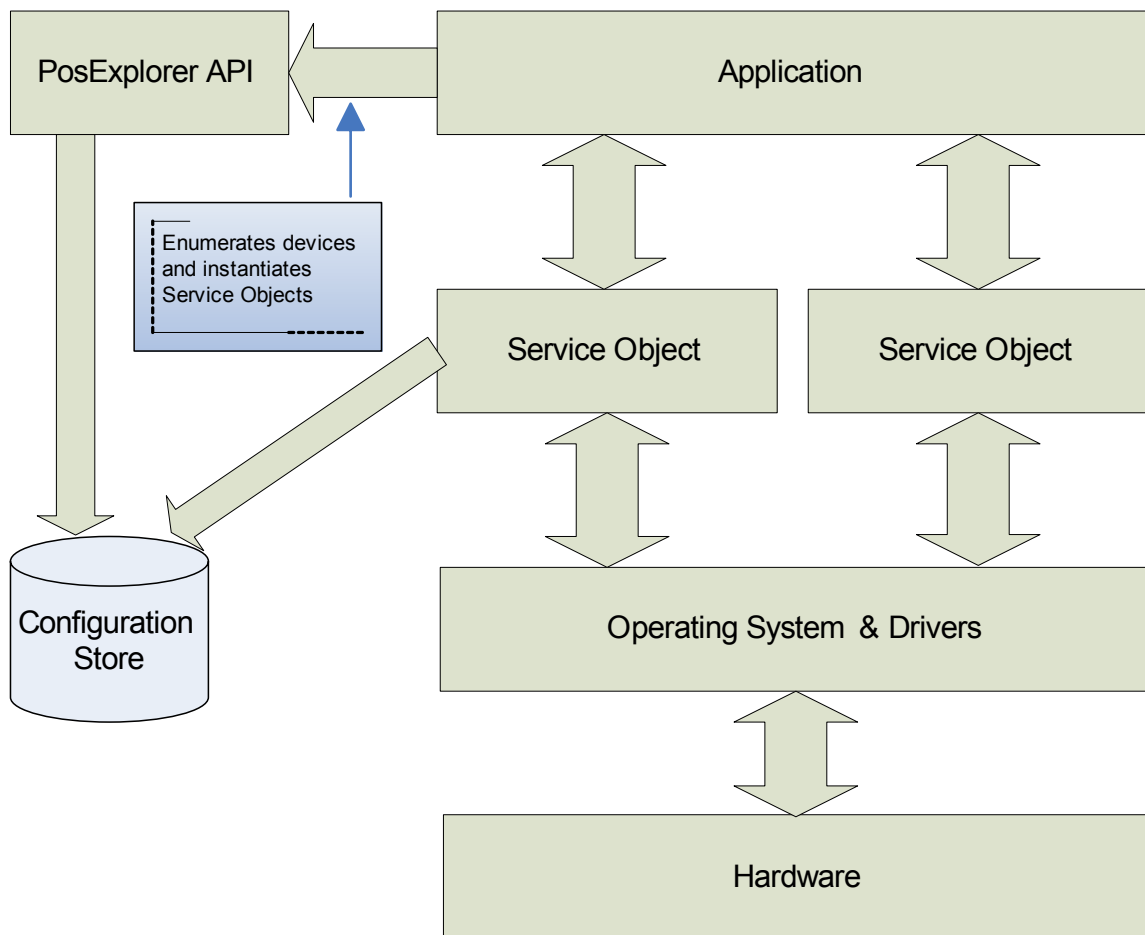 PosExplorer API
Application
Enumerates devices
and instantiates
Service Objects
Service Object
Service Object
Configuration
Store
Operating System & Drivers
Hardware